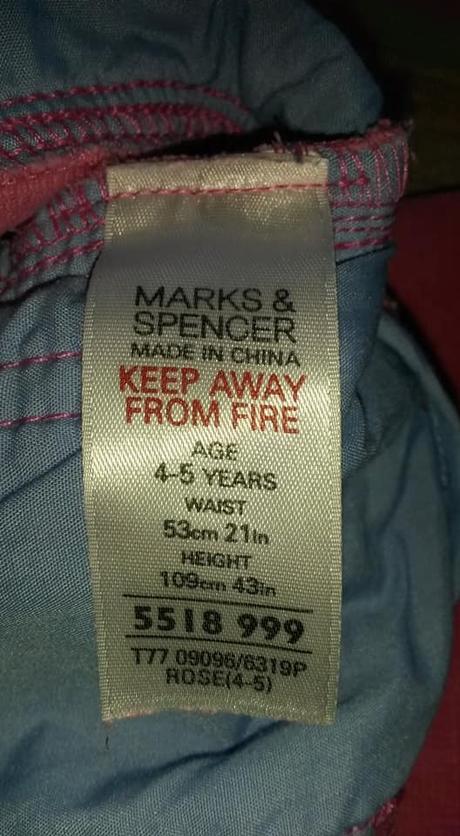 MARKS &
SPENCER
MADE IN CHINA
KEEP AWAY
FROM FIRE
AGE
4-5 YEARS
WAIST
53cm 21in
HEIGHT
109cm 43in
5518 999
T77 09096/6319P
ROSE(4-5)